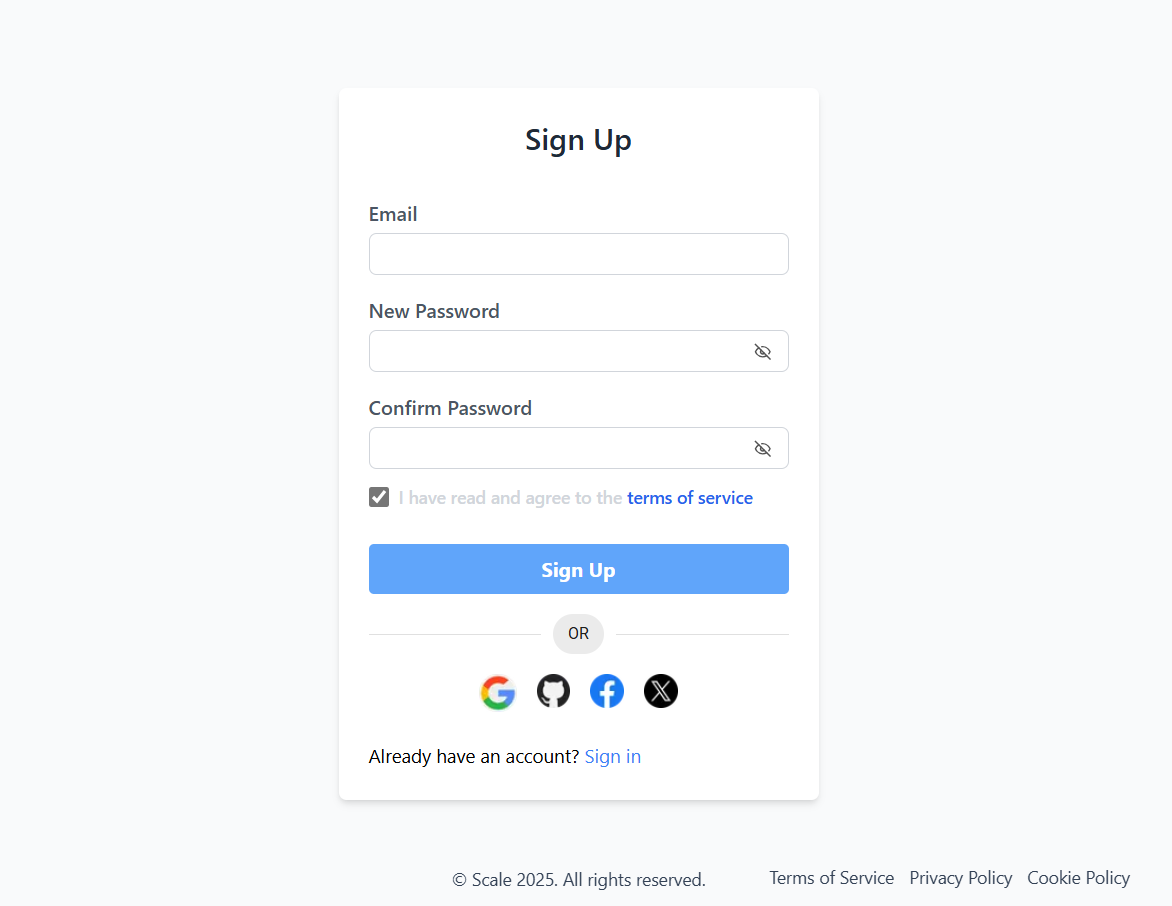 Sign Up
Email
New Password
Confirm Password
I have read and agree to the terms of service
Sign Up
OR
Already have an account? Sign in
© Scale 2025. All rights reserved. Terms of Service Privacy Policy Cookie Policy